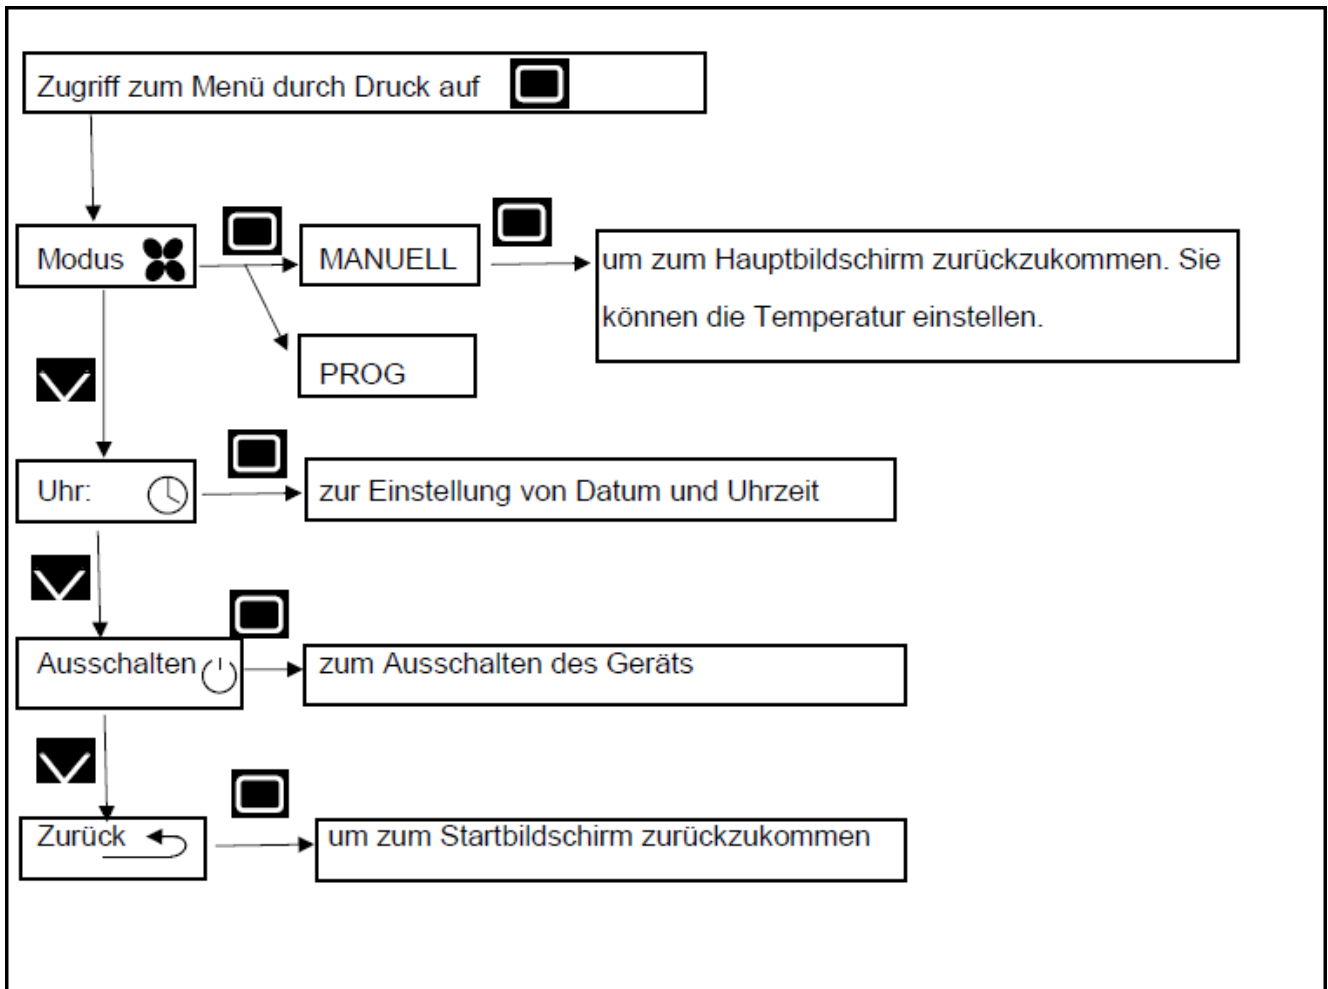 Zugriff zum Menü durch Druck auf
Modus
MANUELL
um zum Hauptbildschirm zurückzukommen. Sie
können die Temperatur einstellen.
PROG
Uhr:
zur Einstellung von Datum und Uhrzeit
Ausschalten
zum Ausschalten des Geräts
Zurück
um zum Startbildschirm zurückzukommen